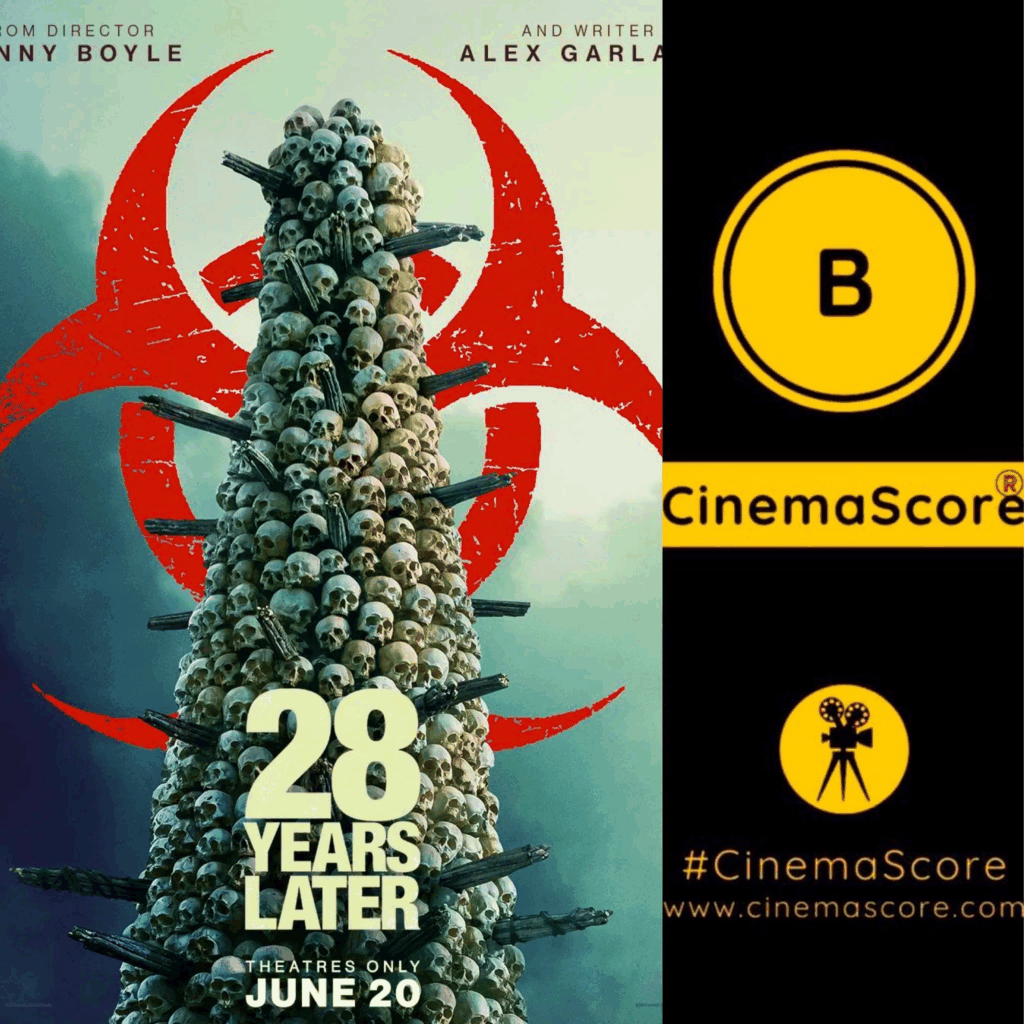 ROM DIRECTOR
NNY BOYLE
AND WRITER
ALEX GARLA
28
YEARS
LATER
THEATRES ONLY
JUNE 20
B
CinemaScore®
#CinemaScore
www.cinemascore.com